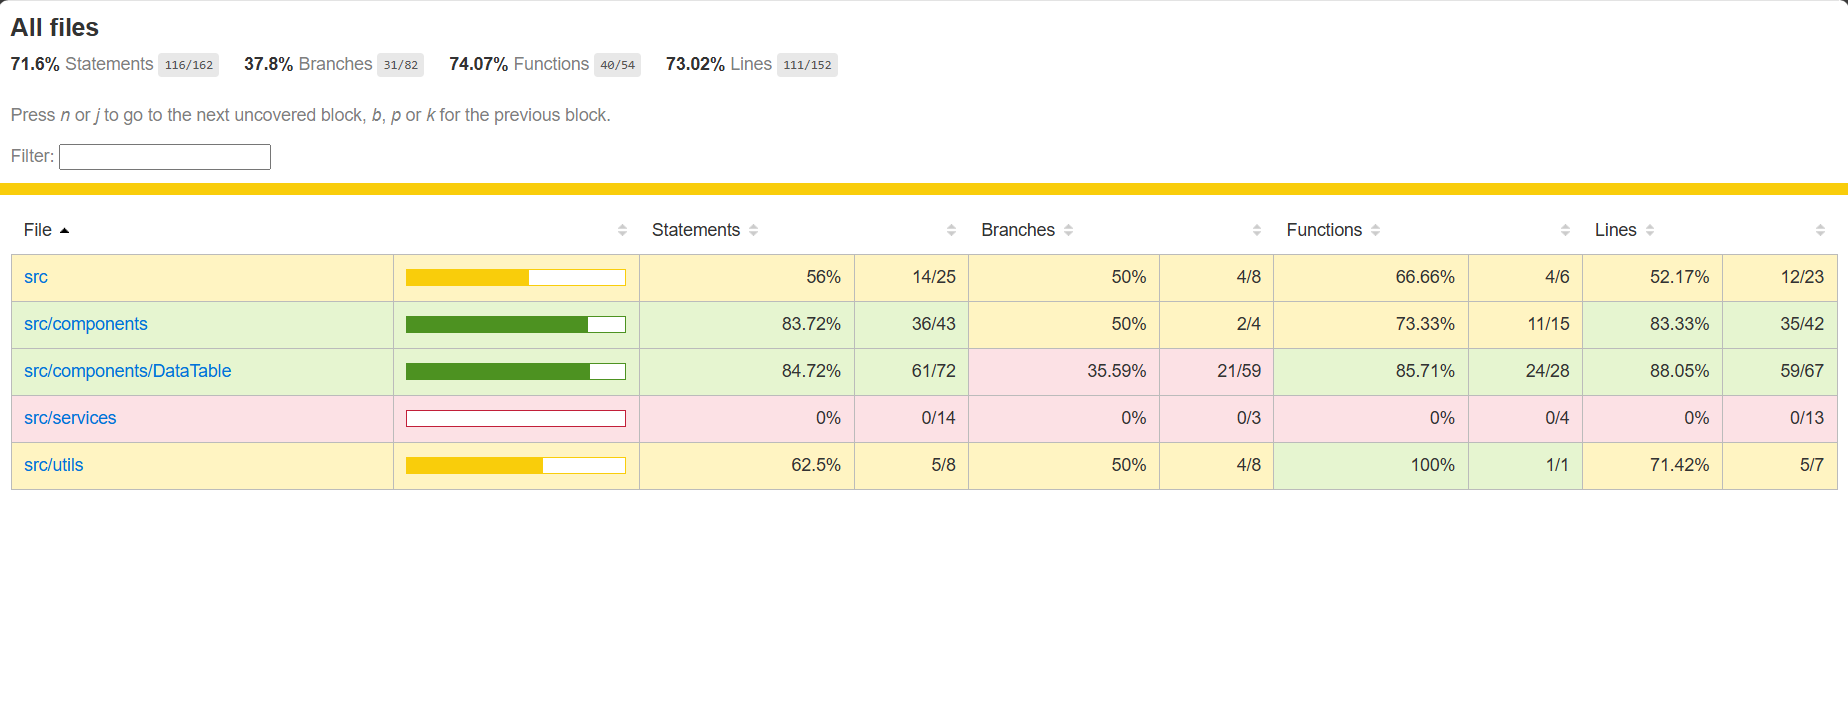 All files
71.6% Statements 116/162 37.8% Branches 31/82 74.07% Functions 40/54 73.02% Lines 111/152
Press n or j to go to the next uncovered block, b, p or k for the previous block.
Filter:
File Statements Branches Functions Lines
src 56% 14/25 50% 4/8 66.66% 4/6 52.17% 12/23
src/components 83.72% 36/43 50% 2/4 73.33% 11/15 83.33% 35/42
src/components/DataTable 84.72% 61/72 35.59% 21/59 85.71% 24/28 88.05% 59/67
src/services 0% 0/14 0% 0/3 0% 0/4 0% 0/13
src/utils 62.5% 5/8 50% 4/8 100% 1/1 71.42% 5/7